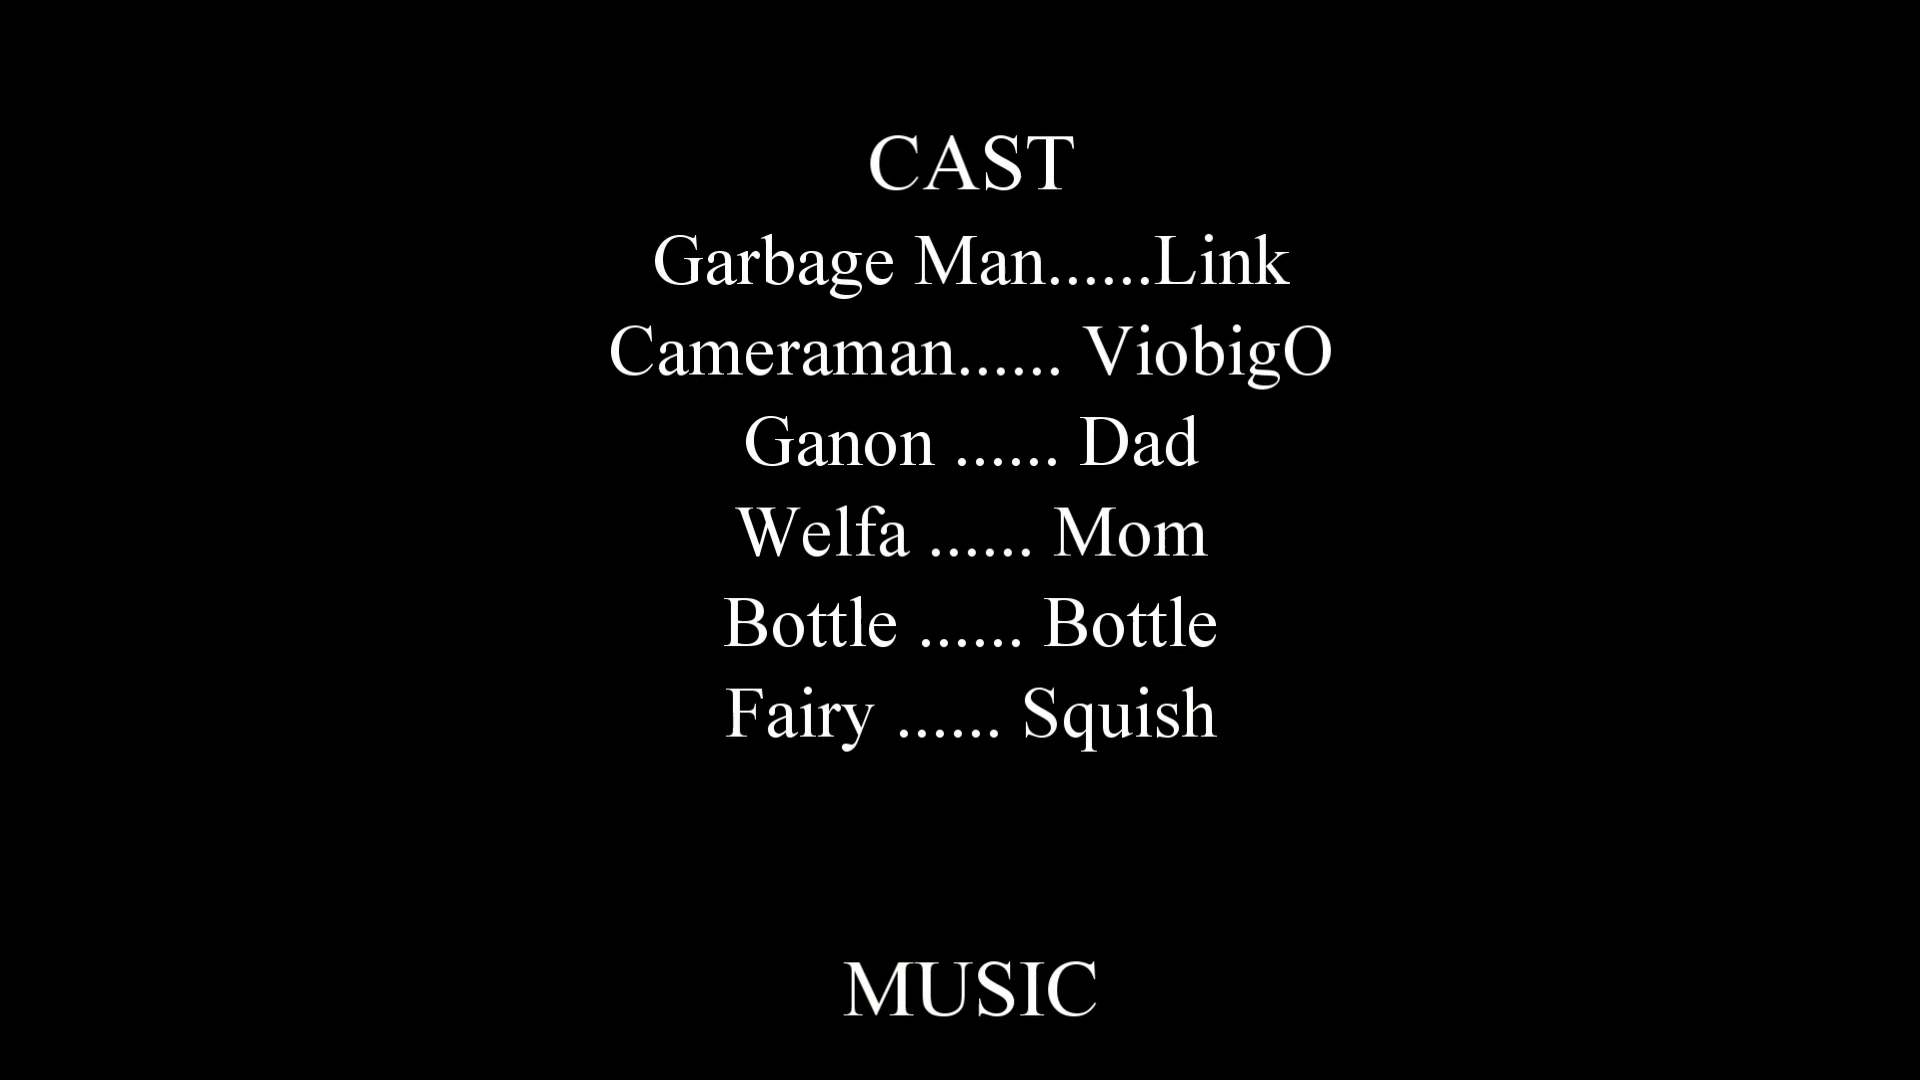 CAST
Garbage Man......Link
Cameraman...... ViobigO
Ganon ...... Dad
Welfa ...... Mom
Bottle ...... Bottle
Fairy ...... Squish
MUSIC